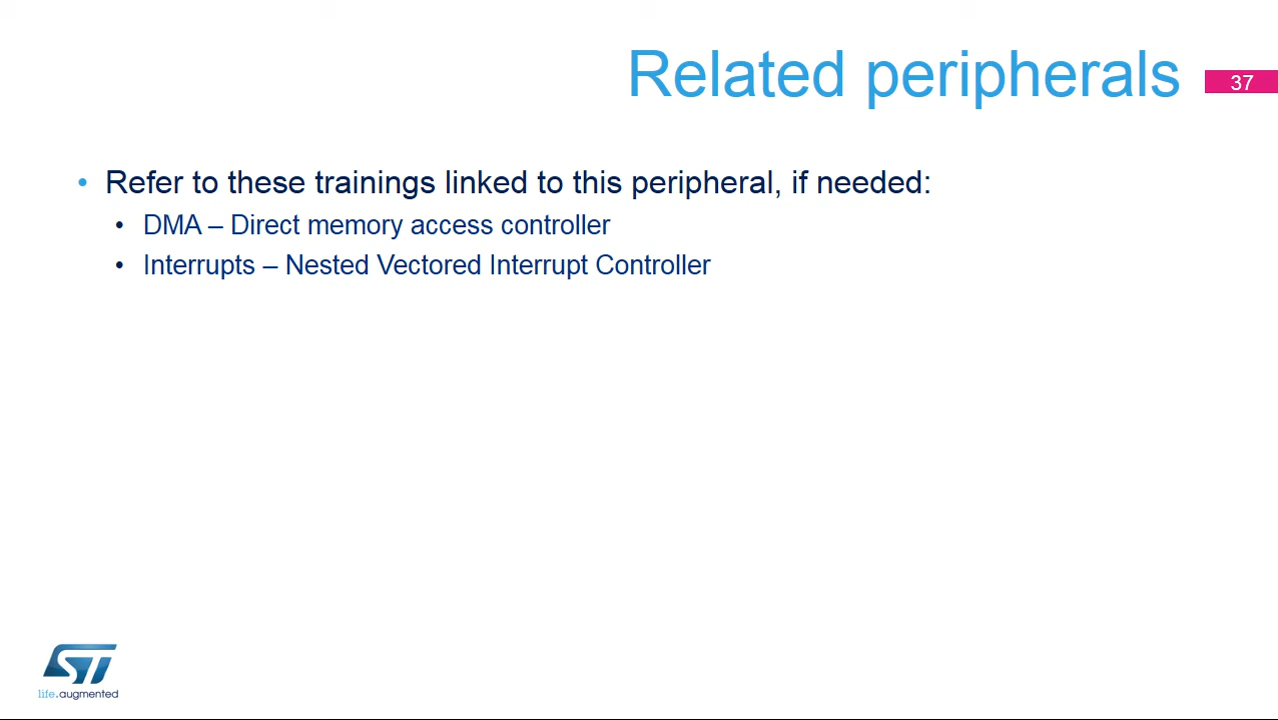 Related peripherals
37
• Refer to these trainings linked to this peripheral, if needed:
• DMA – Direct memory access controller
• Interrupts – Nested Vectored Interrupt Controller
ST
life.augmented